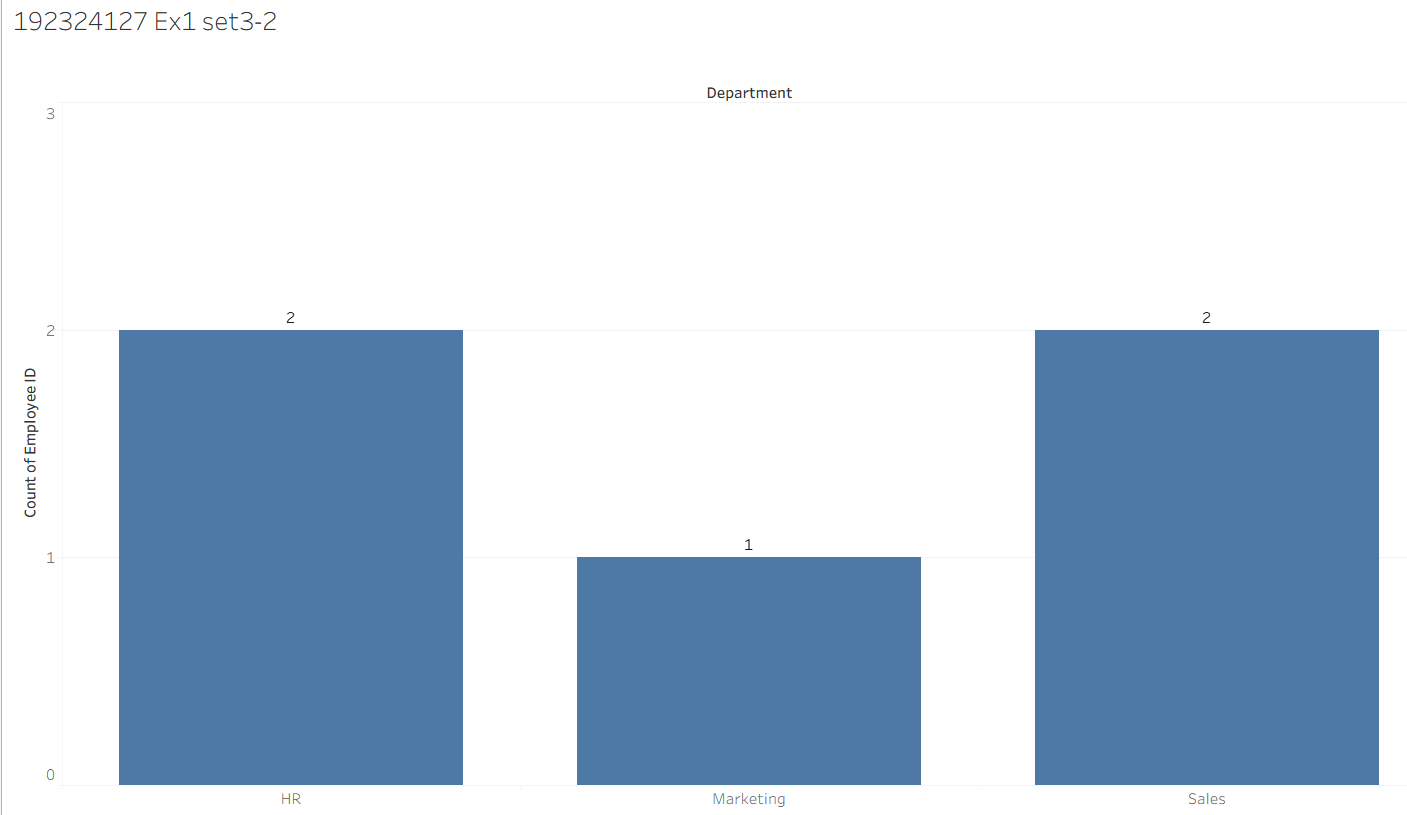 192324127 Ex1 set3-2
Department
3
2
1
0
Count of Employee ID
2
1
2
HR
Marketing
Sales